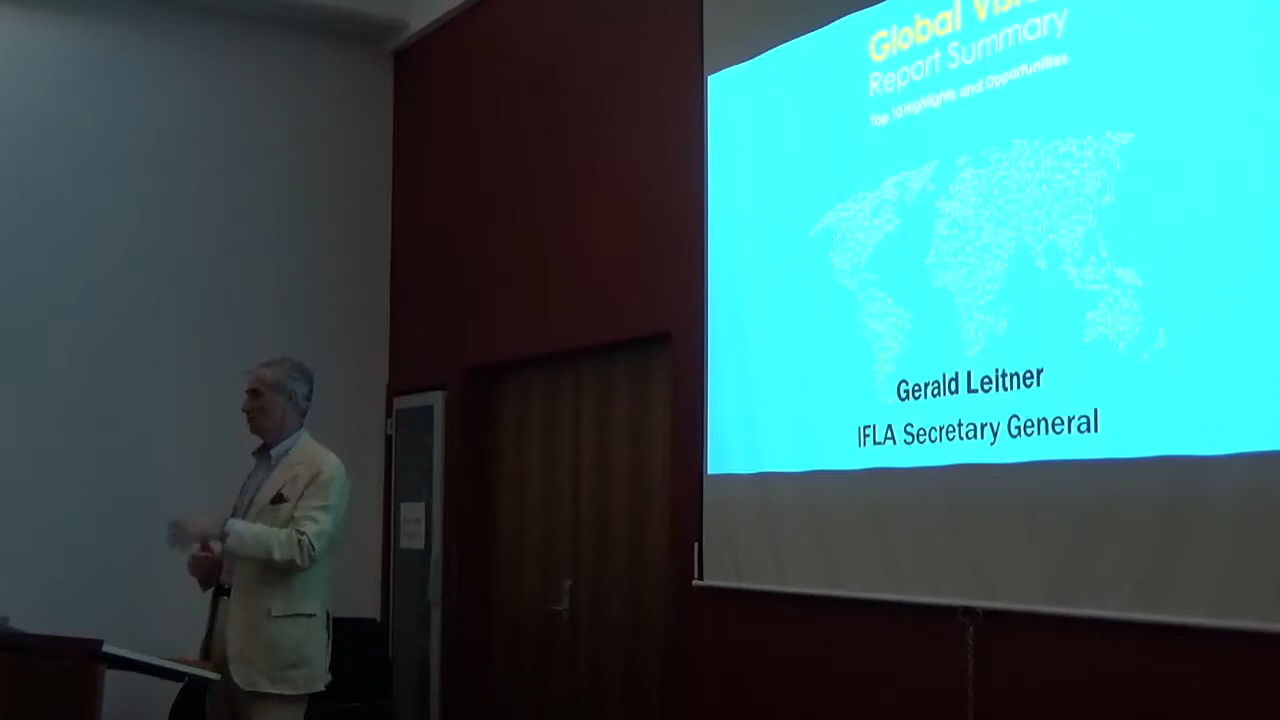 Global
Report Summary
Top 10 Highlights and Opportunities
Gerald Leitner
IFLA Secretary General